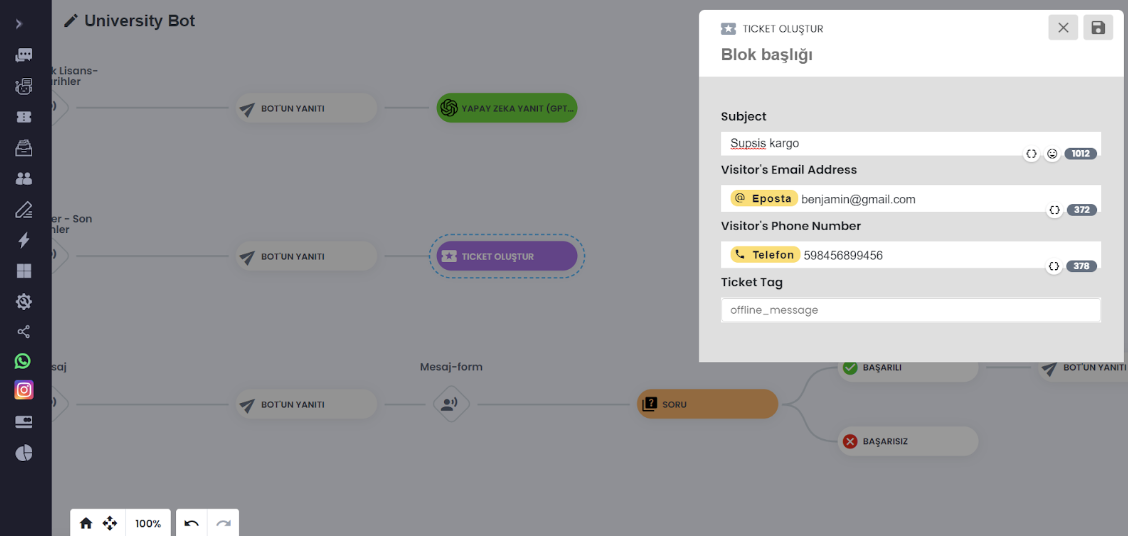 University Bot
k Lisans-
rihler
BOT'UN YANITI
YAPAY ZEKA YANIT (GPT...
er - Son
hler
BOT'UN YANITI
TICKET OLUŞTUR
saj
BOT'UN YANITI
Mesaj-form
SORU
BAŞARILI
BOT'UN YANITI
BAŞARISIZ
100%
TICKET OLUŞTUR
Blok başlığı
Subject
Supsis kargo
{} 1012
Visitor's Email Address
@ Eposta benjamin@gmail.com
{} 372
Visitor's Phone Number
Telefon 598456899456
{} 378
Ticket Tag
offline_message